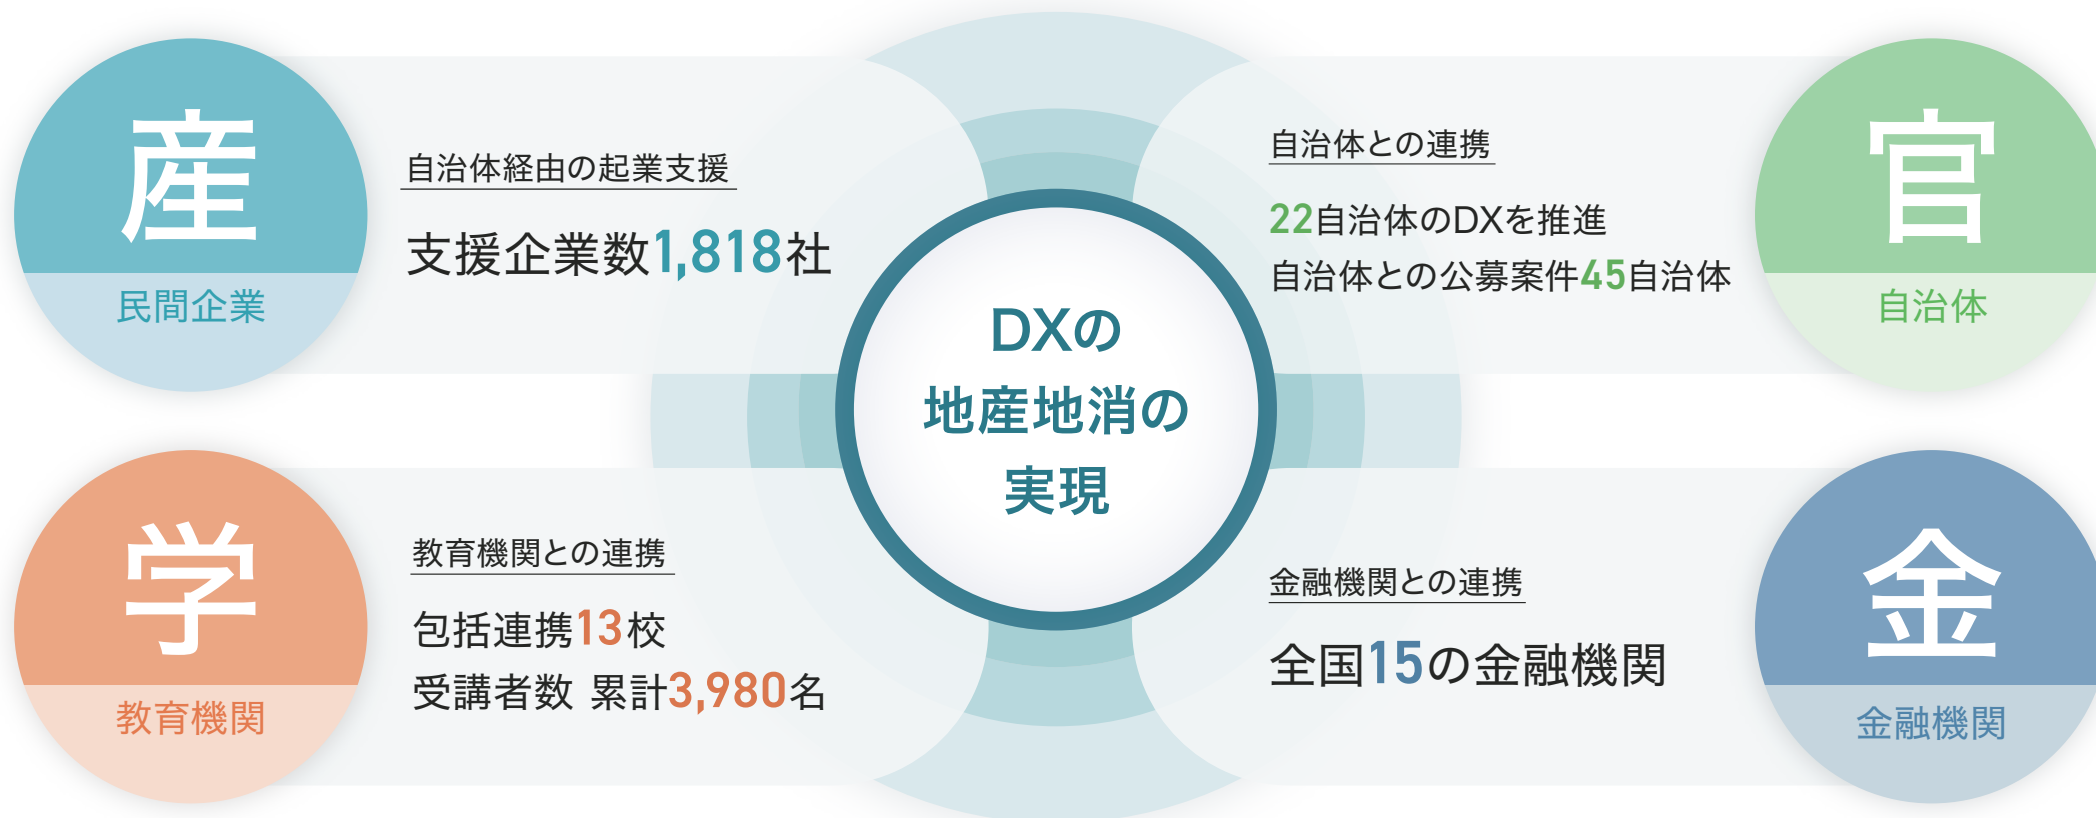 産
民間企業
自治体経由の起業支援
支援企業数1,818社
官
自治体
自治体との連携
22自治体のDXを推進
自治体との公募案件45自治体
DXの
地産地消の
実現
学
教育機関
教育機関との連携
包括連携13校
受講者数 累計3,980名
金
金融機関
金融機関との連携
全国15の金融機関